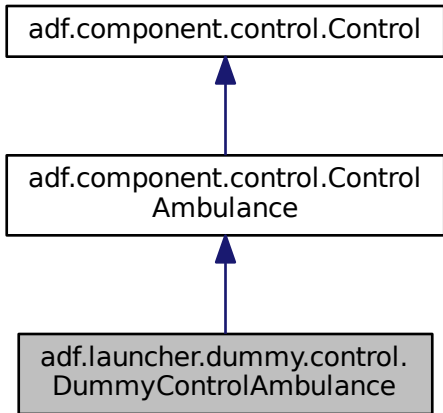 adf.component.control.Control
adf.component.control.Control
Ambulance
adf.launcher.dummy.control.
DummyControlAmbulance